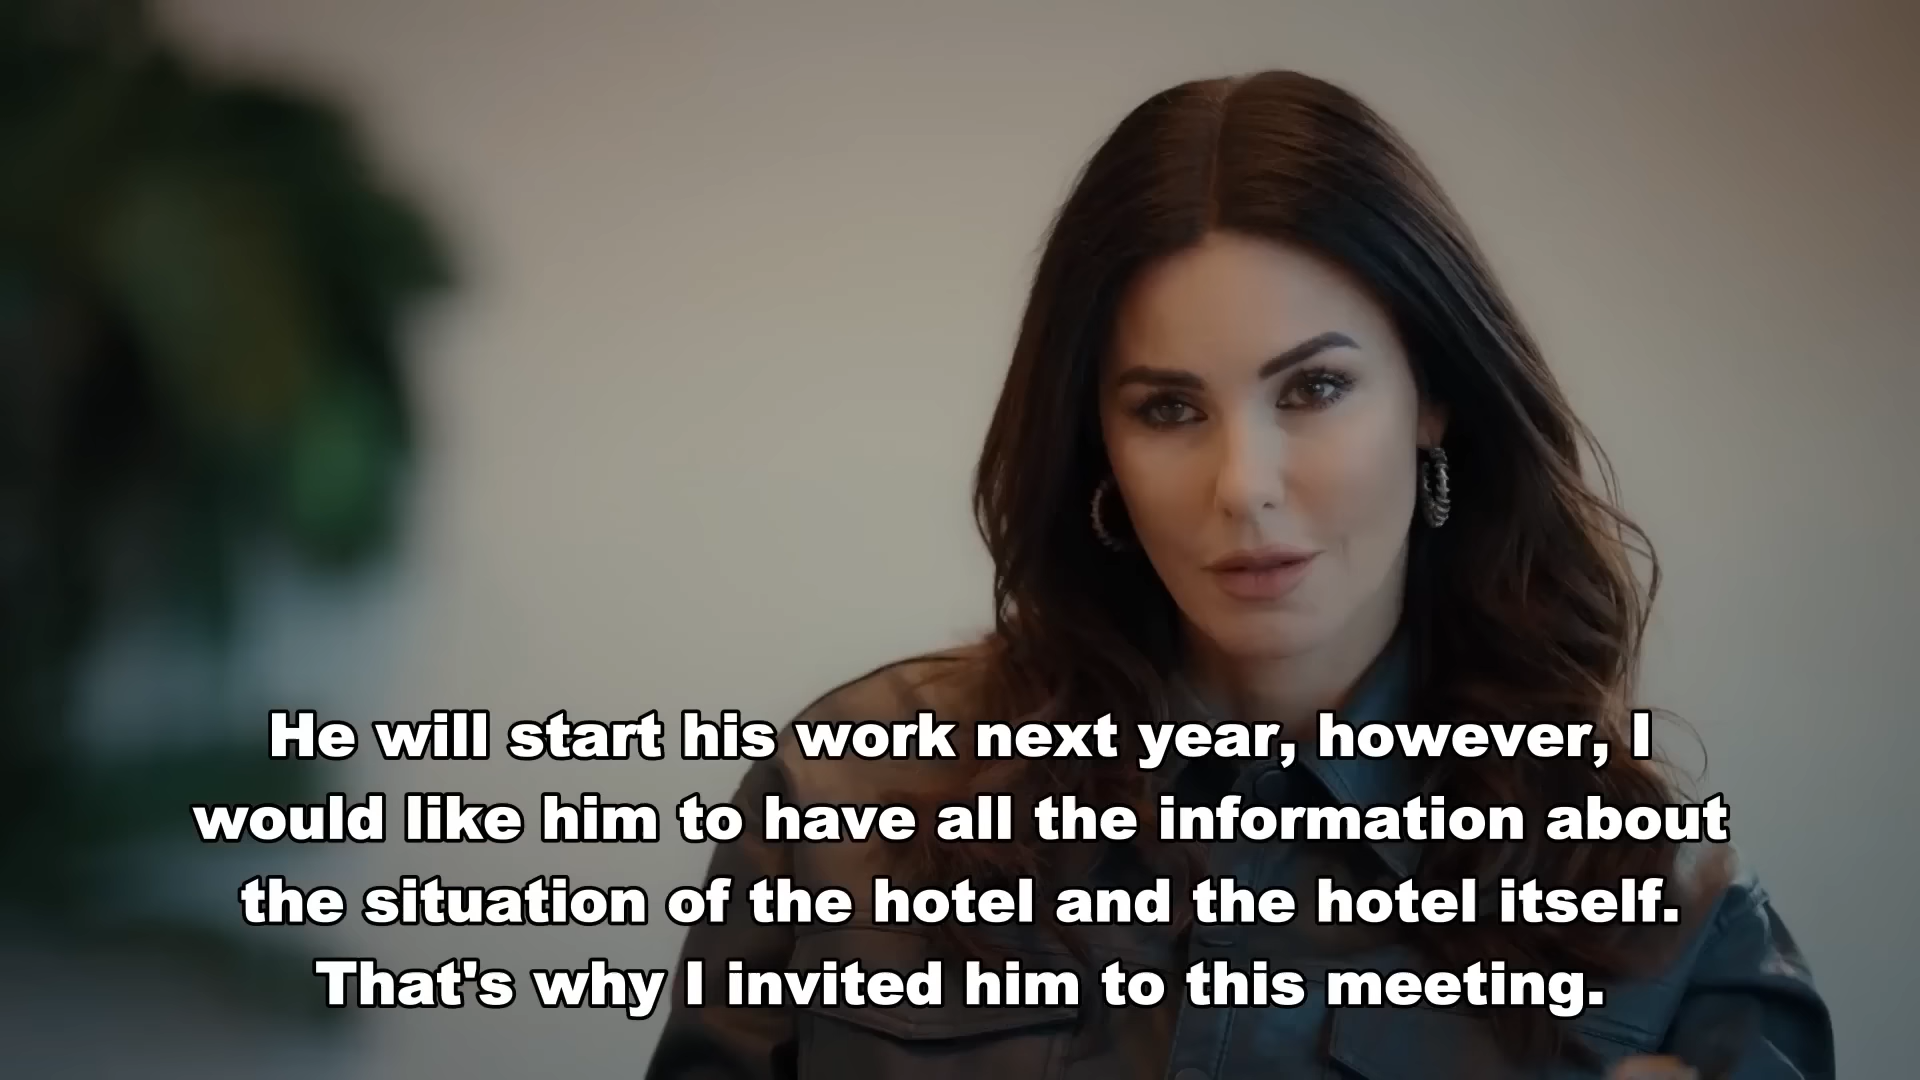 He will start his work next year, however, I
would like him to have all the information about
the situation of the hotel and the hotel itself.
That's why I invited him to this meeting.